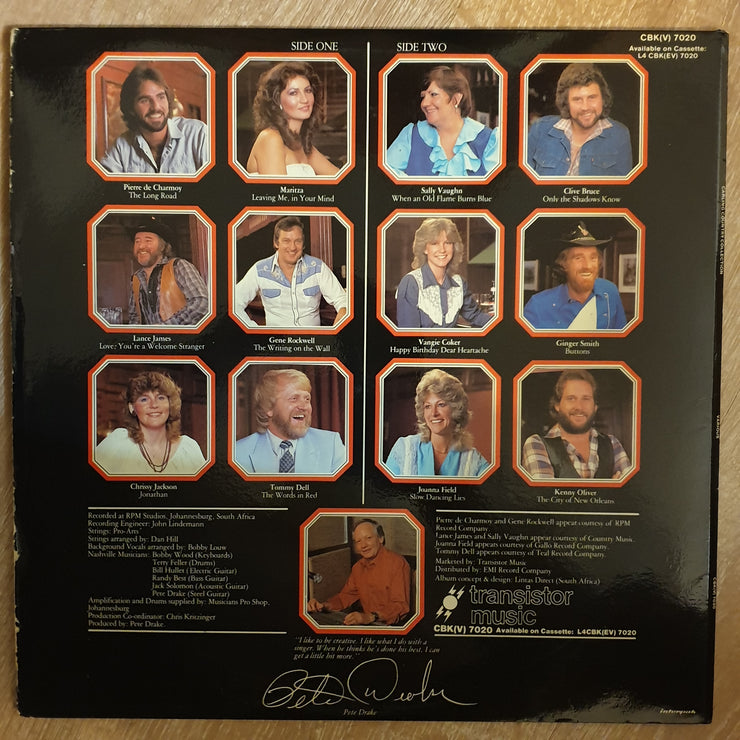 SIDE ONE
SIDE TWO
CBK(V) 7020
Available on Cassette:
L4 CBK(EV) 7020
Pierre de Charmoy
The Long Road
Maritza
Leaving Me, in Your Mind
Sally Vaughn
When an Old Flame Burns Blue
Clive Bruce
Only the Shadows Know
Lance James
Love; You're a Welcome Stranger
Gene Rockwell
The Writing on the Wall
Vangie Coker
Happy Birthday Dear Heartache
Ginger Smith
Buttons
Chrissy Jackson
Jonathan
Tommy Dell
The Words in Red
Joanna Field
Slow Dancing Lies
Kenny Oliver
The City of New Orleans
Recorded at RPM Studios, Johannesburg, South Africa
Recording Engineer: John Lindemann
Strings: Pro-Arts
Strings arranged by: Dan Hill
Background Vocals arranged by: Bobby Louw
Nashville Musicians: Bobby Wood (Keyboards)
Terry Feller (Drums)
Bill Hullet (Electric Guitar)
Randy Best (Bass Guitar)
Jack Solomon (Acoustic Guitar)
Pete Drake (Steel Guitar)
Amplification and Drums supplied by: Musicians Pro Shop,
Johannesburg
Production Co-ordinator: Chris Kritzinger
Produced by: Pete Drake.
Pierre de Charmoy and Gene Rockwell appear courtesy of RPM
Record Company.
Lance James and Sally Vaughn appear courtesy of Country Music.
Joanna Field appears courtesy of Gallo Record Company.
Tommy Dell appears courtesy of Teal Record Company.
Marketed by: Transistor Music
Distributed by: EMI Record Company
Album concept & design: Lintas Direct (South Africa)
transistor
music
CBK(V) 7020 Available on Cassette: L4CBK(EV) 7020
"I like to be creative. I like what I do with a
singer. When he thinks he's done his best, I can
get a little bit more."
Pete Drake
Pete Drake
interpak
CARLING COUNTRY COLLECTION
VARIOUS